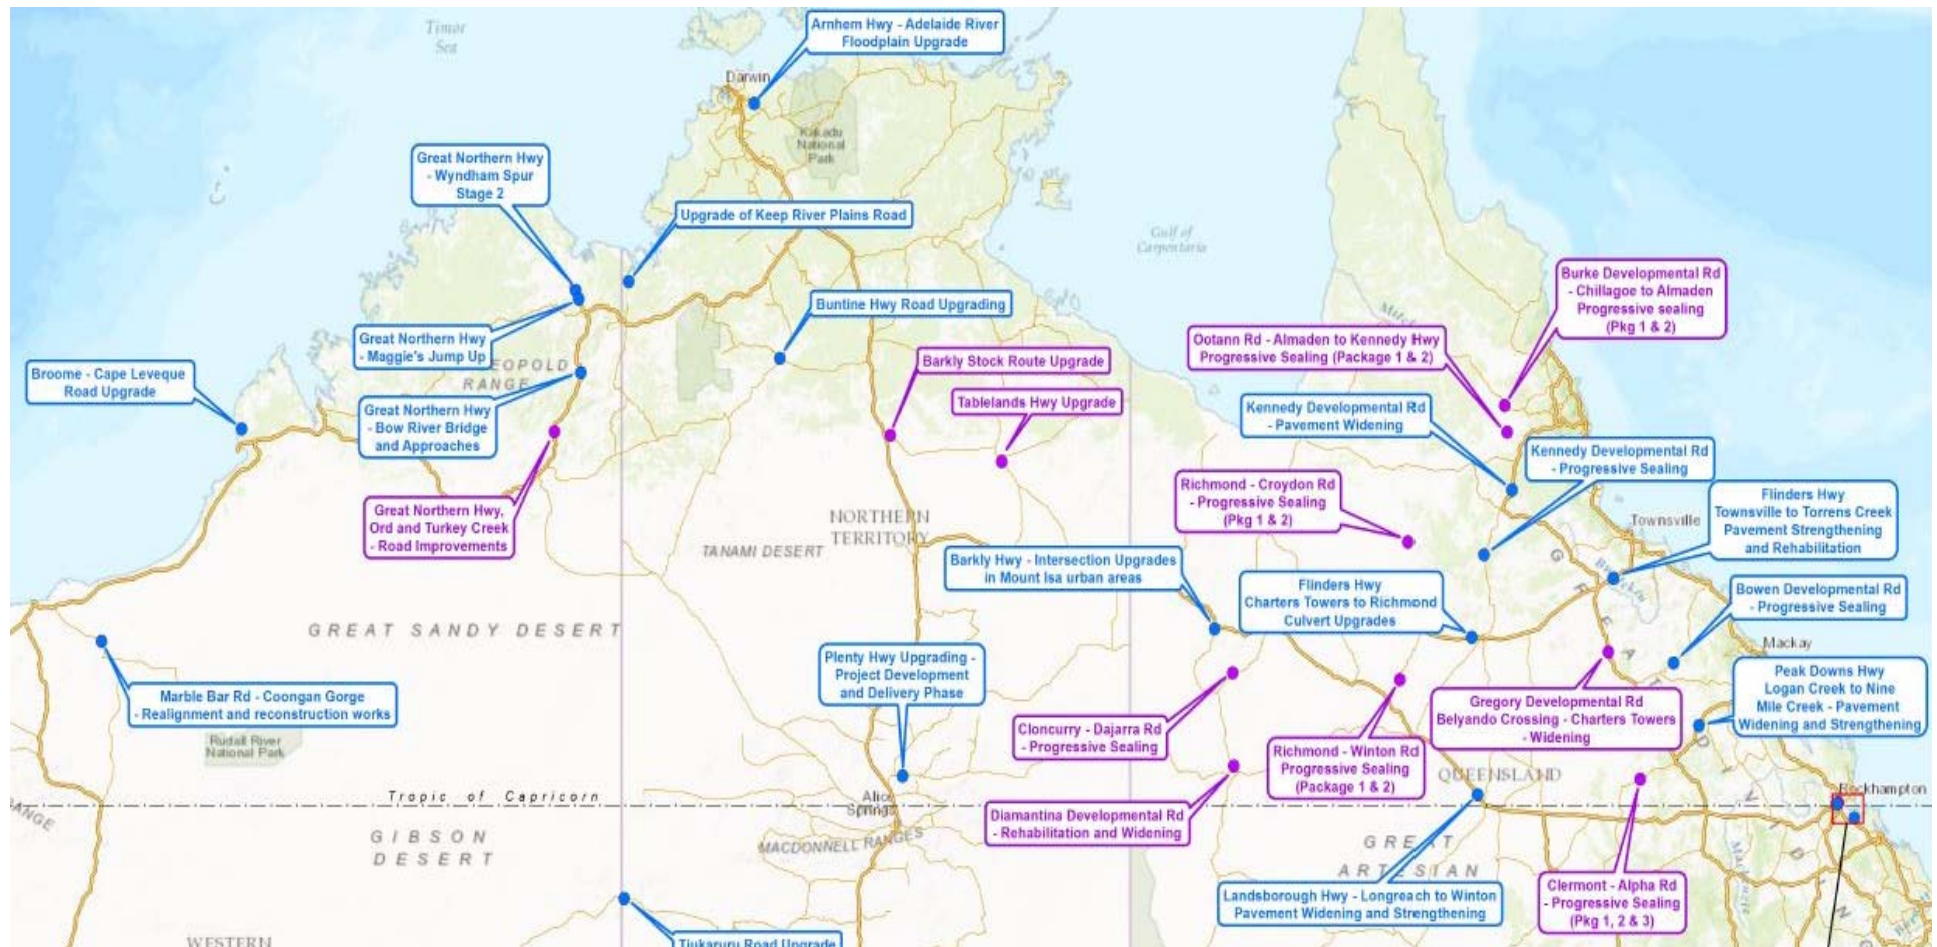 Timor
Sea
Arnhem Hwy - Adelaide River
Floodplain Upgrade
Darwin
Kakadu
National
Park
Great Northern Hwy
- Wyndham Spur
Stage 2
Upgrade of Keep River Plains Road
Gulf of
Carpentaria
Burke Developmental Rd
- Chillagoe to Almaden
Progressive sealing
(Pkg 1 & 2)
Buntine Hwy Road Upgrading
Great Northern Hwy
- Maggie's Jump Up
Ootann Rd - Almaden to Kennedy Hwy
Progressive Sealing (Package 1 & 2)
Barkly Stock Route Upgrade
EOPOLD
RANGE
Broome - Cape Leveque
Road Upgrade
Tablelands Hwy Upgrade
Great Northern Hwy
- Bow River Bridge
and Approaches
Kennedy Developmental Rd
- Pavement Widening
Kennedy Developmental Rd
- Progressive Sealing
Richmond - Croydon Rd
- Progressive Sealing
(Pkg 1 & 2)
Great Northern Hwy,
Ord and Turkey Creek
- Road Improvements
Flinders Hwy
Townsville to Torrens Creek
Pavement Strengthening
and Rehabilitation
Townsville
NORTHERN
TERRITORY
TANAMI DESERT
Barkly Hwy - Intersection Upgrades
in Mount Isa urban areas
Flinders Hwy
Charters Towers to Richmond
Culvert Upgrades
Bowen Developmental Rd
- Progressive Sealing
GREAT SANDY DESERT
Mackay
Plenty Hwy Upgrading -
Project Development
and Delivery Phase
Peak Downs Hwy
Logan Creek to Nine
Mile Creek - Pavement
Widening and Strengthening
Marble Bar Rd - Coongan Gorge
- Realignment and reconstruction works
Rudall River
National Park
Cloncurry - Dajarra Rd
- Progressive Sealing
Gregory Developmental Rd
Belyando Crossing - Charters Towers
- Widening
Richmond - Winton Rd
Progressive Sealing
(Package 1 & 2)
QUEENSLAND
Tropic of Capricorn
Alice
Springs
Rockhampton
ANGE
Diamantina Developmental Rd
- Rehabilitation and Widening
GIBSON
DESERT
MACDONNELL RANGES
GREAT
ARTESIAN
Landsborough Hwy - Longreach to Winton
Pavement Widening and Strengthening
Clermont - Alpha Rd
- Progressive Sealing
(Pkg 1, 2 & 3)
WESTERN
Tjukaruru Road Upgrade